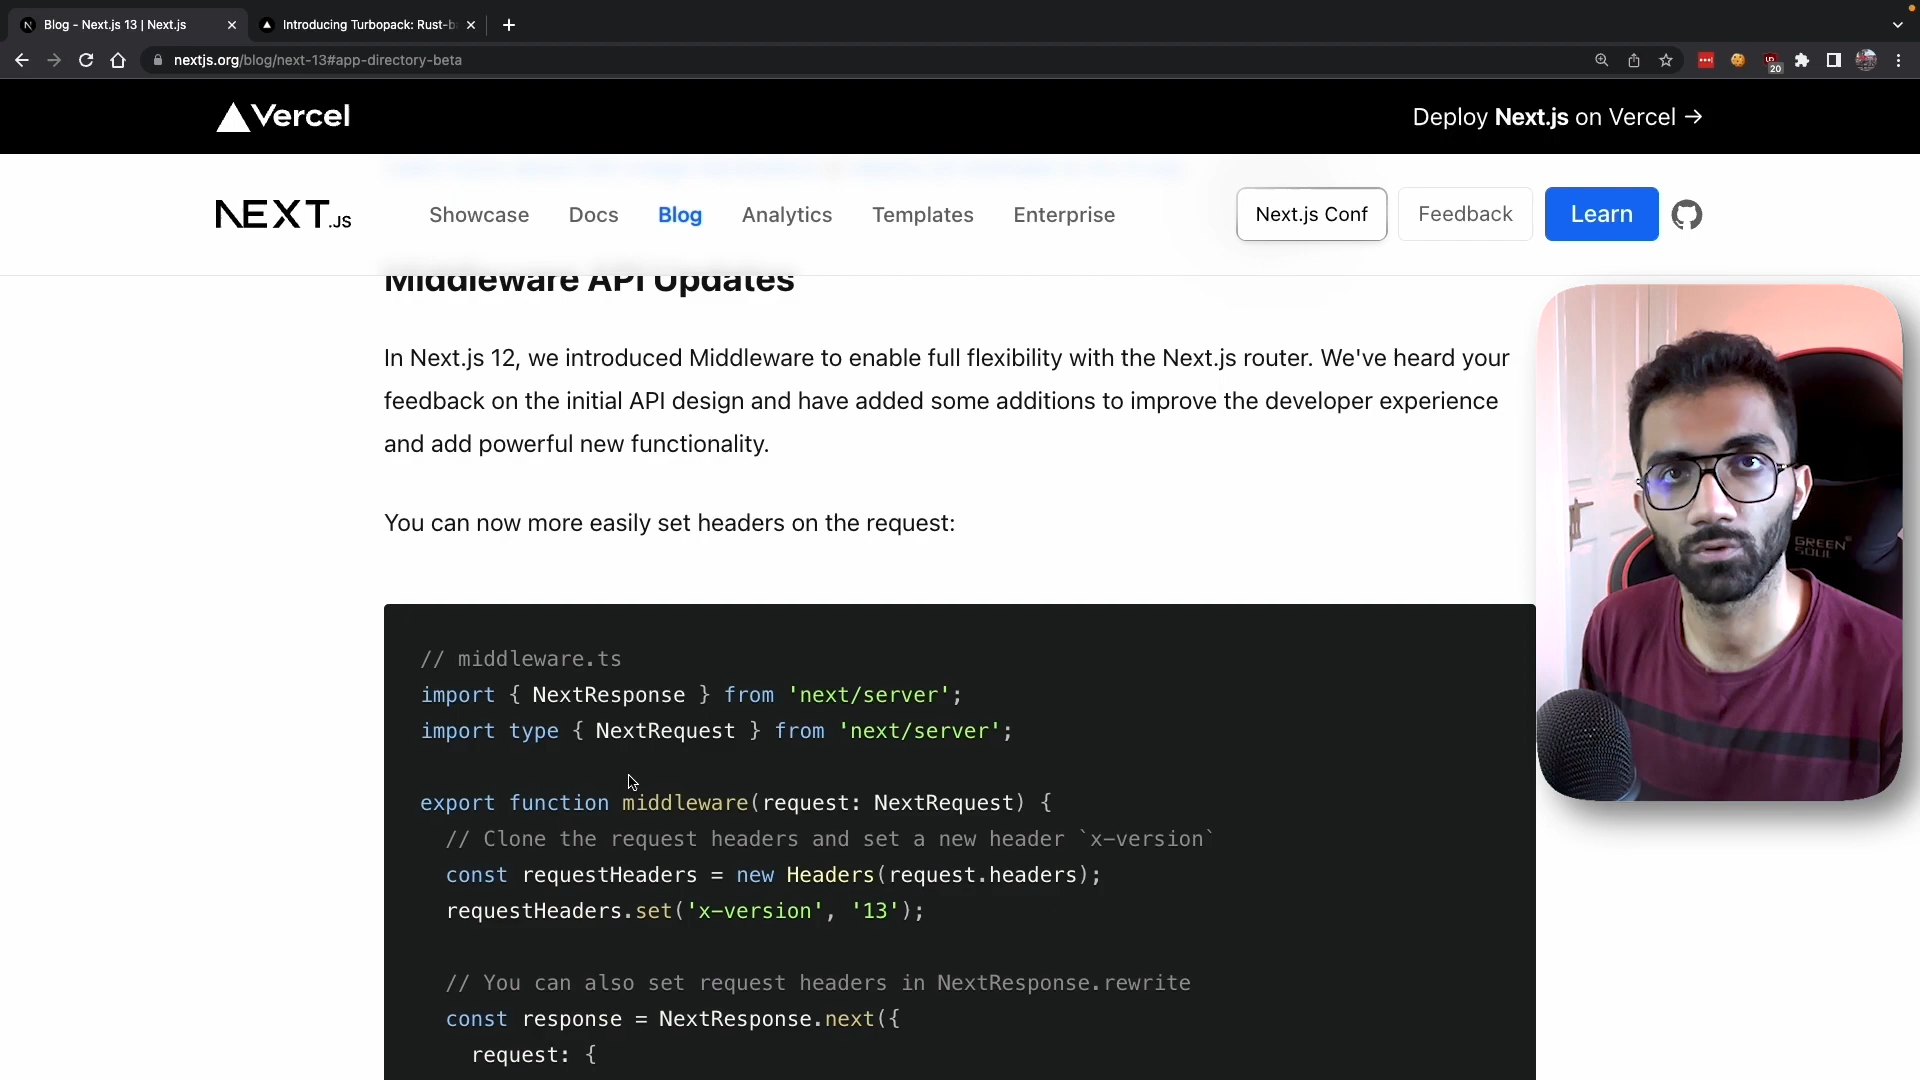 Blog - Next.js 13 | Next.js
Introducing Turbopack: Rust-b
nextjs.org/blog/next-13#app-directory-beta
20
Vercel
Deploy Next.js on Vercel →
NEXT.JS
Showcase
Docs
Blog
Analytics
Templates
Enterprise
Next.js Conf
Feedback
Learn
Middleware API Updates
In Next.js 12, we introduced Middleware to enable full flexibility with the Next.js router. We've heard your
feedback on the initial API design and have added some additions to improve the developer experience
and add powerful new functionality.
You can now more easily set headers on the request:
// middleware.ts
import { NextResponse } from 'next/server';
import type { NextRequest } from 'next/server';
export function middleware(request: NextRequest) {
// Clone the request headers and set a new header `x-version`
const requestHeaders = new Headers(request.headers);
requestHeaders.set('x-version', '13');
// You can also set request headers in NextResponse.rewrite
const response = NextResponse.next({
request: {
GREEN
SOUL